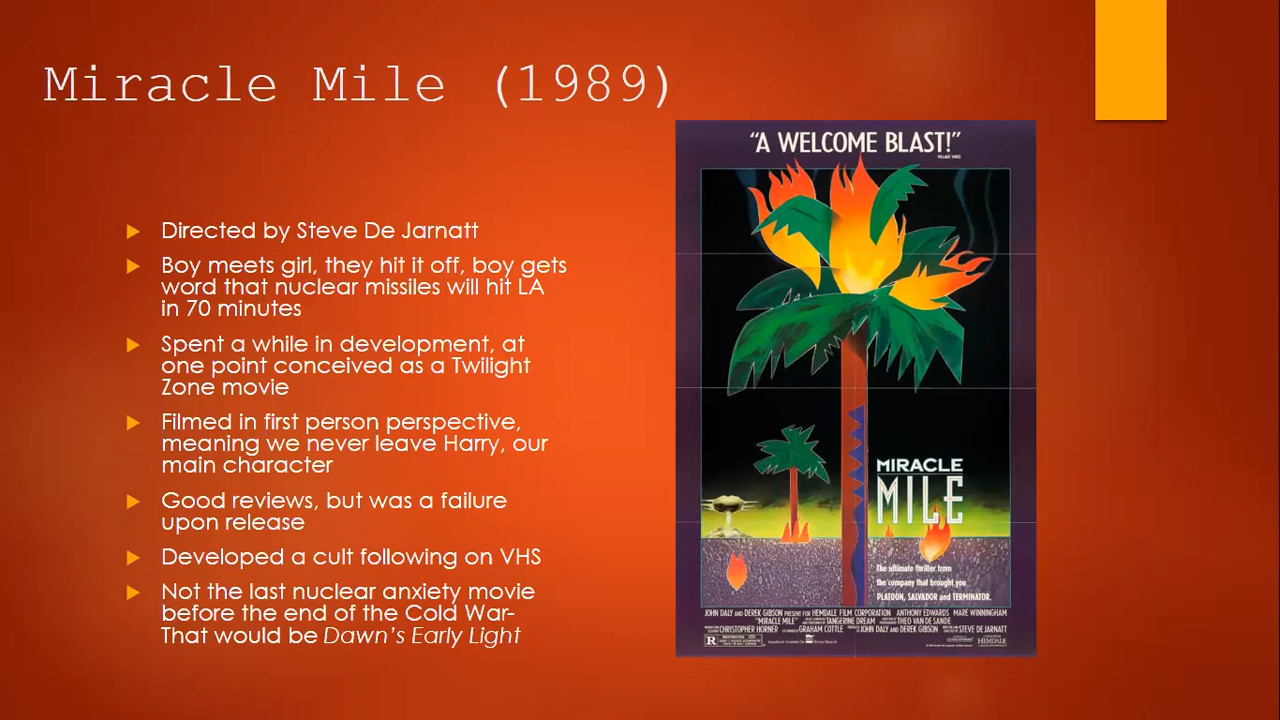 Miracle Mile (1989)
Directed by Steve De Jarnatt
Boy meets girl, they hit it off, boy gets
word that nuclear missiles will hit LA
in 70 minutes
Spent a while in development, at
one point conceived as a Twilight
Zone movie
Filmed in first person perspective,
meaning we never leave Harry, our
main character
Good reviews, but was a failure
upon release
Developed a cult following on VHS
Not the last nuclear anxiety movie
before the end of the Cold War-
That would be Dawn's Early Light
"A WELCOME BLAST!"
VILLAGE VOICE
MIRACLE
MILE
The ultimate thriller from
the company that brought you
PLATOON, SALVADOR and TERMINATOR.
JOHN DALY AND DEREK GIBSON PRESENT FOR HEMDALE FILM CORPORATION ANTHONY EDWARDS MARE WINNINGHAM
"MIRACLE MILE" TANGERINE DREAM THEO VAN DE SANDE
CHRISTOPHER HORNER GRAHAM COTTLE JOHN DALY AND DEREK GIBSON STEVE DE JARNATT
R RESTRICTED HEMDALE